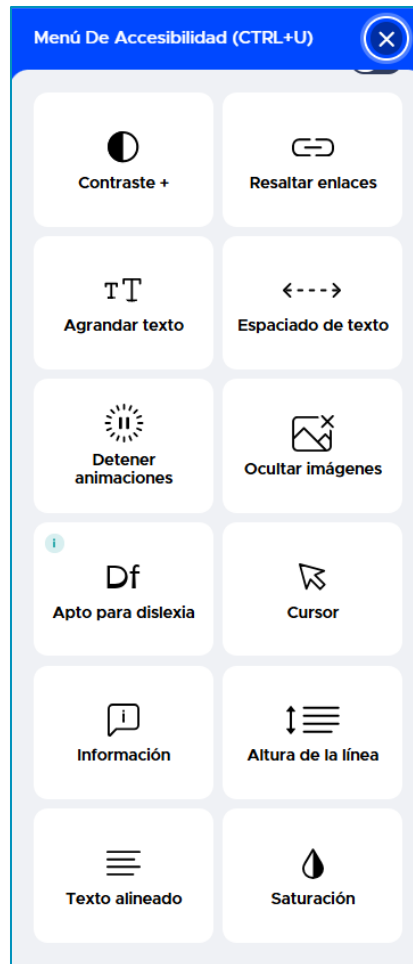 Menú De Accesibilidad (CTRL+U)
Contraste +
Resaltar enlaces
Agrandar texto
Espaciado de texto
Detener
animaciones
Ocultar imágenes
Df
Apto para dislexia
Cursor
Información
Altura de la línea
Texto alineado
Saturación